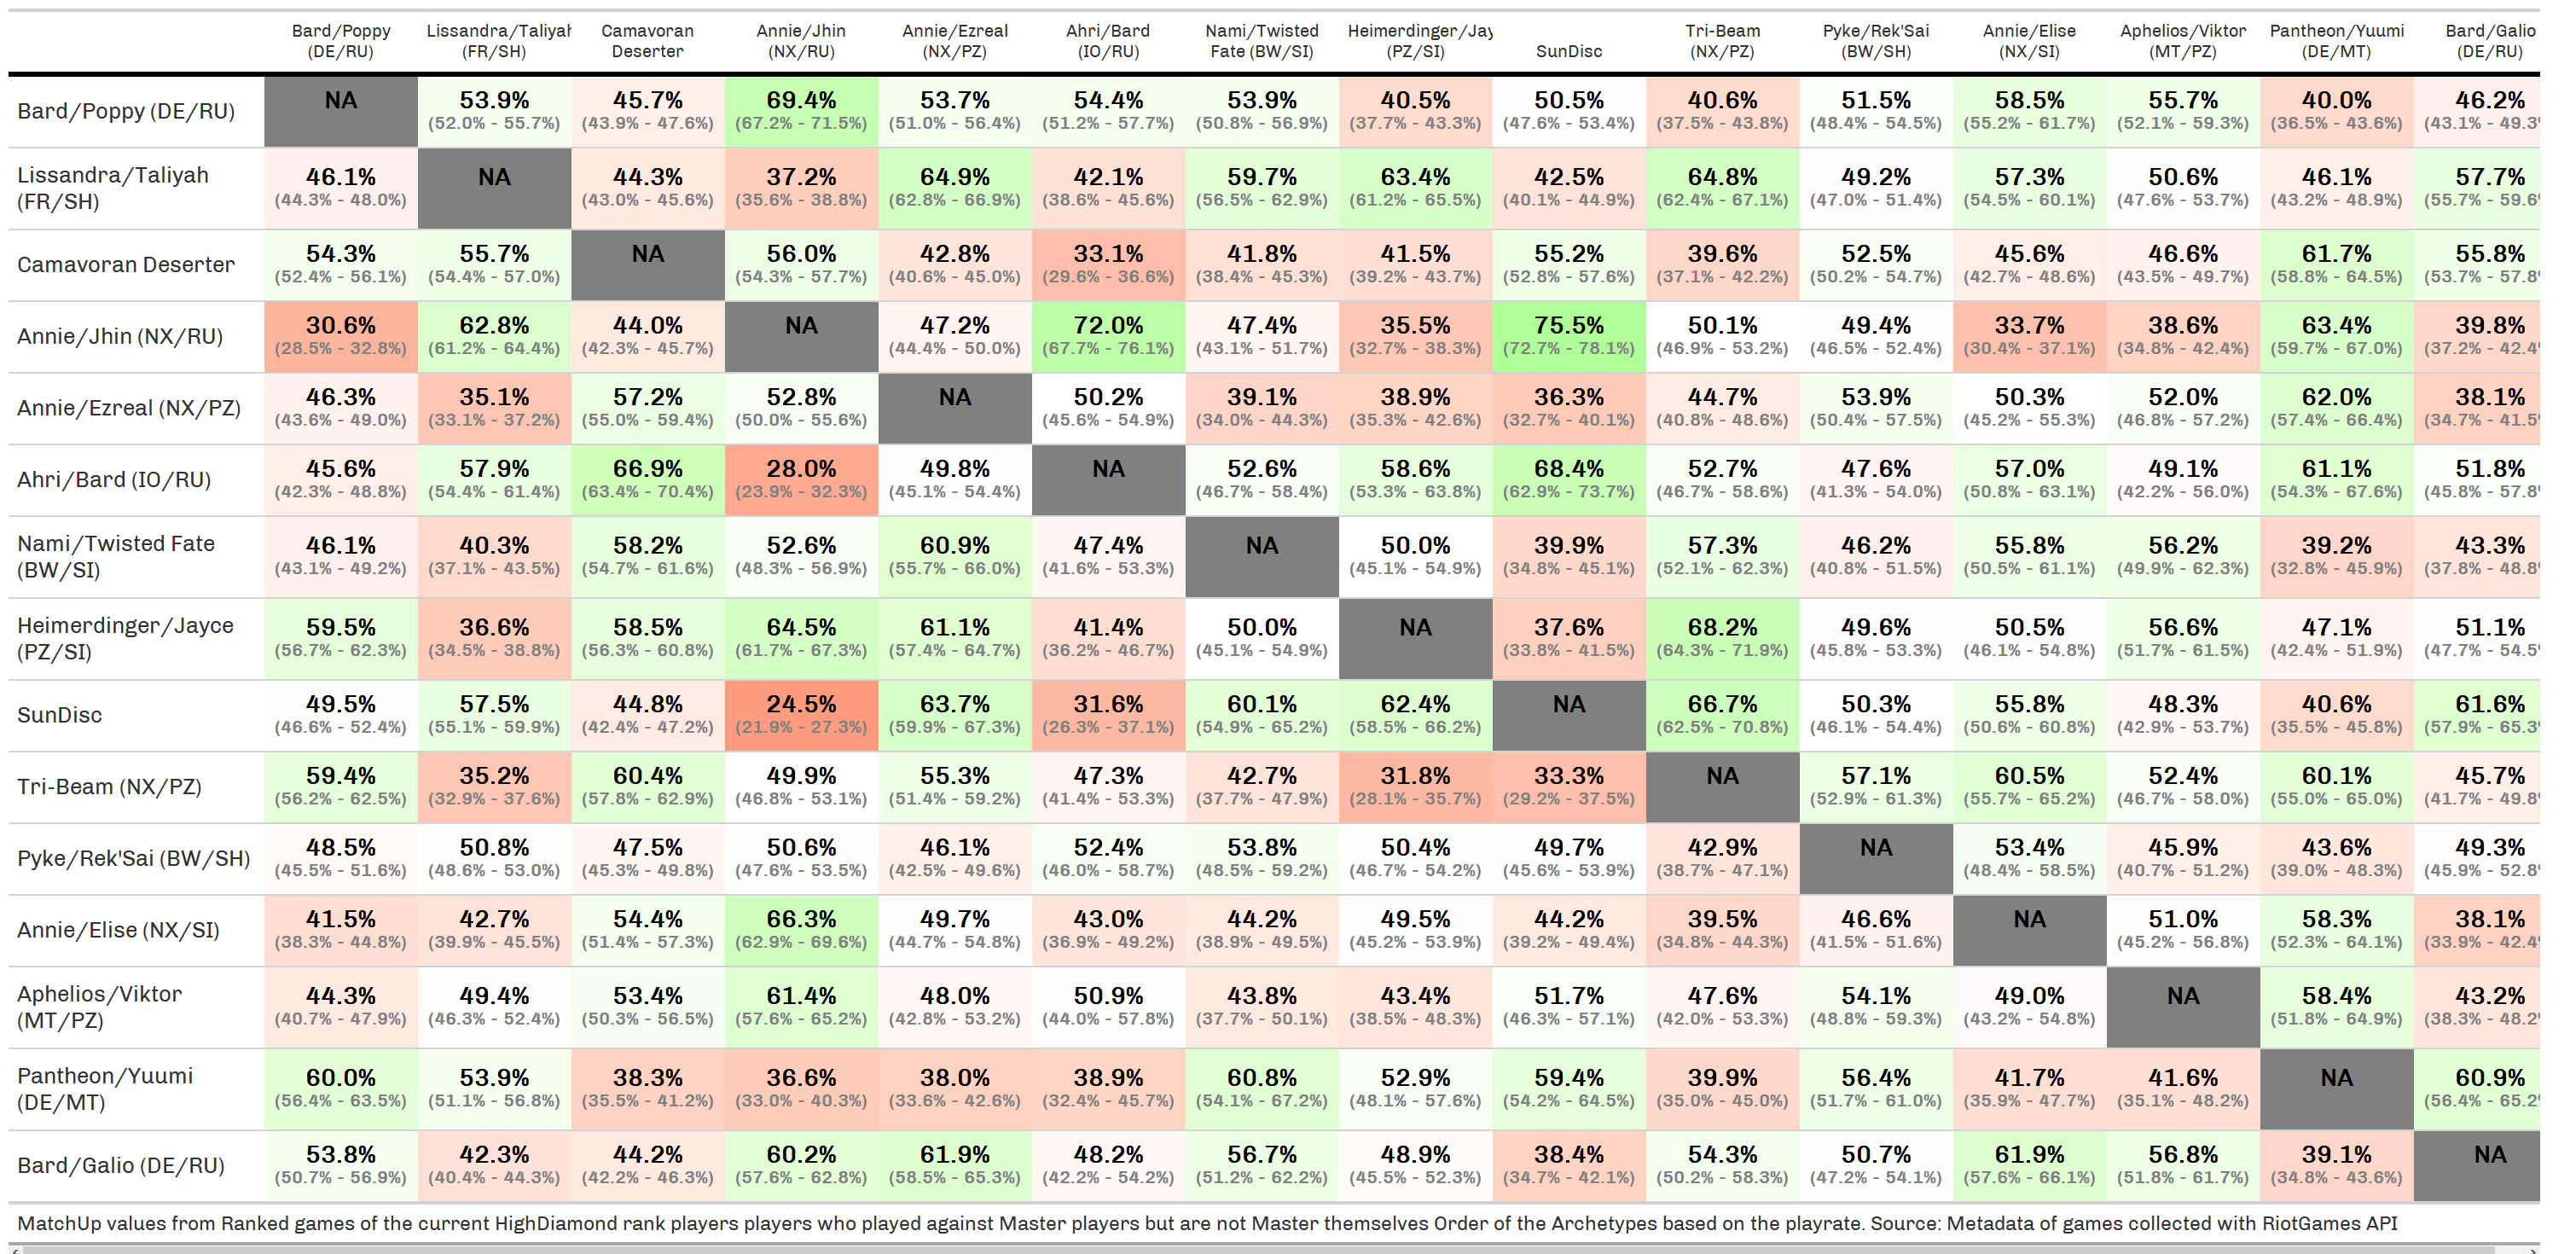 Bard/Poppy Lissandra/Taliyah Camavoran Annie/Jhin Annie/Ezreal Ahri/Bard Nami/Twisted Heimerdinger/Jay Tri-Beam Pyke/Rek'Sai Annie/Elise Aphelios/Viktor Pantheon/Yuumi Bard/Galio
(DE/RU) (FR/SH) Deserter (NX/RU) (NX/PZ) (IO/RU) Fate (BW/SI) (PZ/SI) SunDisc (NX/PZ) (BW/SH) (NX/SI) (MT/PZ) (DE/MT) (DE/RU)
Bard/Poppy (DE/RU) NA 53.9% 45.7% 69.4% 53.7% 54.4% 53.9% 40.5% 50.5% 40.6% 51.5% 58.5% 55.7% 40.0% 46.2%
(52.0% - 55.7%) (43.9% - 47.6%) (67.2% - 71.5%) (51.0% - 56.4%) (51.2% - 57.7%) (50.8% - 56.9%) (37.7% - 43.3%) (47.6% - 53.4%) (37.5% - 43.8%) (48.4% - 54.5%) (55.2% - 61.7%) (52.1% - 59.3%) (36.5% - 43.6%) (43.1% - 49.3
Lissandra/Taliyah 46.1% NA 44.3% 37.2% 64.9% 42.1% 59.7% 63.4% 42.5% 64.8% 49.2% 57.3% 50.6% 46.1% 57.7%
(FR/SH) (44.3% - 48.0%) (43.0% - 45.6%) (35.6% - 38.8%) (62.8% - 66.9%) (38.6% - 45.6%) (56.5% - 62.9%) (61.2% - 65.5%) (40.1% - 44.9%) (62.4% - 67.1%) (47.0% - 51.4%) (54.5% - 60.1%) (47.6% - 53.7%) (43.2% - 48.9%) (55.7% - 59.6
Camavoran Deserter 54.3% 55.7% NA 56.0% 42.8% 33.1% 41.8% 41.5% 55.2% 39.6% 52.5% 45.6% 46.6% 61.7% 55.8%
(52.4% - 56.1%) (54.4% - 57.0%) (54.3% - 57.7%) (40.6% - 45.0%) (29.6% - 36.6%) (38.4% - 45.3%) (39.2% - 43.7%) (52.8% - 57.6%) (37.1% - 42.2%) (50.2% - 54.7%) (42.7% - 48.6%) (43.5% - 49.7%) (58.8% - 64.5%) (53.7% - 57.8
Annie/Jhin (NX/RU) 30.6% 62.8% 44.0% NA 47.2% 72.0% 47.4% 35.5% 75.5% 50.1% 49.4% 33.7% 38.6% 63.4% 39.8%
(28.5% - 32.8%) (61.2% - 64.4%) (42.3% - 45.7%) (44.4% - 50.0%) (67.7% - 76.1%) (43.1% - 51.7%) (32.7% - 38.3%) (72.7% - 78.1%) (46.9% - 53.2%) (46.5% - 52.4%) (30.4% - 37.1%) (34.8% - 42.4%) (59.7% - 67.0%) (37.2% - 42.4
Annie/Ezreal (NX/PZ) 46.3% 35.1% 57.2% 52.8% NA 50.2% 39.1% 38.9% 36.3% 44.7% 53.9% 50.3% 52.0% 62.0% 38.1%
(43.6% - 49.0%) (33.1% - 37.2%) (55.0% - 59.4%) (50.0% - 55.6%) (45.6% - 54.9%) (34.0% - 44.3%) (35.3% - 42.6%) (32.7% - 40.1%) (40.8% - 48.6%) (50.4% - 57.5%) (45.2% - 55.3%) (46.8% - 57.2%) (57.4% - 66.4%) (34.7% - 41.5
Ahri/Bard (IO/RU) 45.6% 57.9% 66.9% 28.0% 49.8% NA 52.6% 58.6% 68.4% 52.7% 47.6% 57.0% 49.1% 61.1% 51.8%
(42.3% - 48.8%) (54.4% - 61.4%) (63.4% - 70.4%) (23.9% - 32.3%) (45.1% - 54.4%) (46.7% - 58.4%) (53.3% - 63.8%) (62.9% - 73.7%) (46.7% - 58.6%) (41.3% - 54.0%) (50.8% - 63.1%) (42.2% - 56.0%) (54.3% - 67.6%) (45.8% - 57.8
Nami/Twisted Fate 46.1% 40.3% 58.2% 52.6% 60.9% 47.4% NA 50.0% 39.9% 57.3% 46.2% 55.8% 56.2% 39.2% 43.3%
(BW/SI) (43.1% - 49.2%) (37.1% - 43.5%) (54.7% - 61.6%) (48.3% - 56.9%) (55.7% - 66.0%) (41.6% - 53.3%) (45.1% - 54.9%) (34.8% - 45.1%) (52.1% - 62.3%) (40.8% - 51.5%) (50.5% - 61.1%) (49.9% - 62.3%) (32.8% - 45.9%) (37.8% - 48.8
Heimerdinger/Jayce 59.5% 36.6% 58.5% 64.5% 61.1% 41.4% 50.0% NA 37.6% 68.2% 49.6% 50.5% 56.6% 47.1% 51.1%
(PZ/SI) (56.7% - 62.3%) (34.5% - 38.8%) (56.3% - 60.8%) (61.7% - 67.3%) (57.4% - 64.7%) (36.2% - 46.7%) (45.1% - 54.9%) (33.8% - 41.5%) (64.3% - 71.9%) (45.8% - 53.3%) (46.1% - 54.8%) (51.7% - 61.5%) (42.4% - 51.9%) (47.7% - 54.5
SunDisc 49.5% 57.5% 44.8% 24.5% 63.7% 31.6% 60.1% 62.4% NA 66.7% 50.3% 55.8% 48.3% 40.6% 61.6%
(46.6% - 52.4%) (55.1% - 59.9%) (42.4% - 47.2%) (21.9% - 27.3%) (59.9% - 67.3%) (26.3% - 37.1%) (54.9% - 65.2%) (58.5% - 66.2%) (62.5% - 70.8%) (46.1% - 54.4%) (50.6% - 60.8%) (42.9% - 53.7%) (35.5% - 45.8%) (57.9% - 65.3
Tri-Beam (NX/PZ) 59.4% 35.2% 60.4% 49.9% 55.3% 47.3% 42.7% 31.8% 33.3% NA 57.1% 60.5% 52.4% 60.1% 45.7%
(56.2% - 62.5%) (32.9% - 37.6%) (57.8% - 62.9%) (46.8% - 53.1%) (51.4% - 59.2%) (41.4% - 53.3%) (37.7% - 47.9%) (28.1% - 35.7%) (29.2% - 37.5%) (52.9% - 61.3%) (55.7% - 65.2%) (46.7% - 58.0%) (55.0% - 65.0%) (41.7% - 49.8
Pyke/Rek'Sai (BW/SH) 48.5% 50.8% 47.5% 50.6% 46.1% 52.4% 53.8% 50.4% 49.7% 42.9% NA 53.4% 45.9% 43.6% 49.3%
(45.5% - 51.6%) (48.6% - 53.0%) (45.3% - 49.8%) (47.6% - 53.5%) (42.5% - 49.6%) (46.0% - 58.7%) (48.5% - 59.2%) (46.7% - 54.2%) (45.6% - 53.9%) (38.7% - 47.1%) (48.4% - 58.5%) (40.7% - 51.2%) (39.0% - 48.3%) (45.9% - 52.8
Annie/Elise (NX/SI) 41.5% 42.7% 54.4% 66.3% 49.7% 43.0% 44.2% 49.5% 44.2% 39.5% 46.6% NA 51.0% 58.3% 38.1%
(38.3% - 44.8%) (39.9% - 45.5%) (51.4% - 57.3%) (62.9% - 69.6%) (44.7% - 54.8%) (36.9% - 49.2%) (38.9% - 49.5%) (45.2% - 53.9%) (39.2% - 49.4%) (34.8% - 44.3%) (41.5% - 51.6%) (45.2% - 56.8%) (52.3% - 64.1%) (33.9% - 42.4
Aphelios/Viktor 44.3% 49.4% 53.4% 61.4% 48.0% 50.9% 43.8% 43.4% 51.7% 47.6% 54.1% 49.0% NA 58.4% 43.2%
(MT/PZ) (40.7% - 47.9%) (46.3% - 52.4%) (50.3% - 56.5%) (57.6% - 65.2%) (42.8% - 53.2%) (44.0% - 57.8%) (37.7% - 50.1%) (38.5% - 48.3%) (46.3% - 57.1%) (42.0% - 53.3%) (48.8% - 59.3%) (43.2% - 54.8%) (51.8% - 64.9%) (38.3% - 48.2
Pantheon/Yuumi 60.0% 53.9% 38.3% 36.6% 38.0% 38.9% 60.8% 52.9% 59.4% 39.9% 56.4% 41.7% 41.6% NA 60.9%
(DE/MT) (56.4% - 63.5%) (51.1% - 56.8%) (35.5% - 41.2%) (33.0% - 40.3%) (33.6% - 42.6%) (32.4% - 45.7%) (54.1% - 67.2%) (48.1% - 57.6%) (54.2% - 64.5%) (35.0% - 45.0%) (51.7% - 61.0%) (35.9% - 47.7%) (35.1% - 48.2%) (56.4% - 65.2
Bard/Galio (DE/RU) 53.8% 42.3% 44.2% 60.2% 61.9% 48.2% 56.7% 48.9% 38.4% 54.3% 50.7% 61.9% 56.8% 39.1% NA
(50.7% - 56.9%) (40.4% - 44.3%) (42.2% - 46.3%) (57.6% - 62.8%) (58.5% - 65.3%) (42.2% - 54.2%) (51.2% - 62.2%) (45.5% - 52.3%) (34.7% - 42.1%) (50.2% - 58.3%) (47.2% - 54.1%) (57.6% - 66.1%) (51.8% - 61.7%) (34.8% - 43.6%)
MatchUp values from Ranked games of the current HighDiamond rank players players who played against Master players but are not Master themselves Order of the Archetypes based on the playrate. Source: Metadata of games collected with RiotGames API